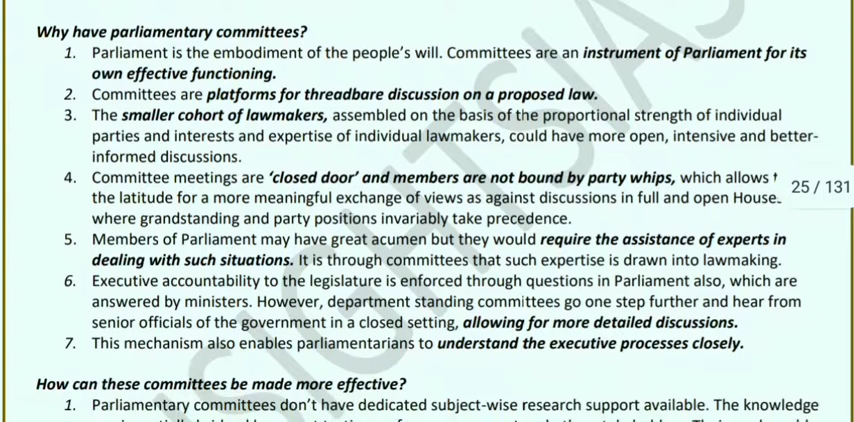 Why have parliamentary committees?
1. Parliament is the embodiment of the people's will. Committees are an instrument of Parliament for its
own effective functioning.
2. Committees are platforms for threadbare discussion on a proposed law.
3. The smaller cohort of lawmakers, assembled on the basis of the proportional strength of individual
parties and interests and expertise of individual lawmakers, could have more open, intensive and better-
informed discussions.
4. Committee meetings are 'closed door' and members are not bound by party whips, which allows
the latitude for a more meaningful exchange of views as against discussions in full and open House
25 / 131
where grandstanding and party positions invariably take precedence.
5. Members of Parliament may have great acumen but they would require the assistance of experts in
dealing with such situations. It is through committees that such expertise is drawn into lawmaking.
6. Executive accountability to the legislature is enforced through questions in Parliament also, which are
answered by ministers. However, department standing committees go one step further and hear from
senior officials of the government in a closed setting, allowing for more detailed discussions.
7. This mechanism also enables parliamentarians to understand the executive processes closely.
How can these committees be made more effective?
1. Parliamentary committees don't have dedicated subject-wise research support available. The knowledge